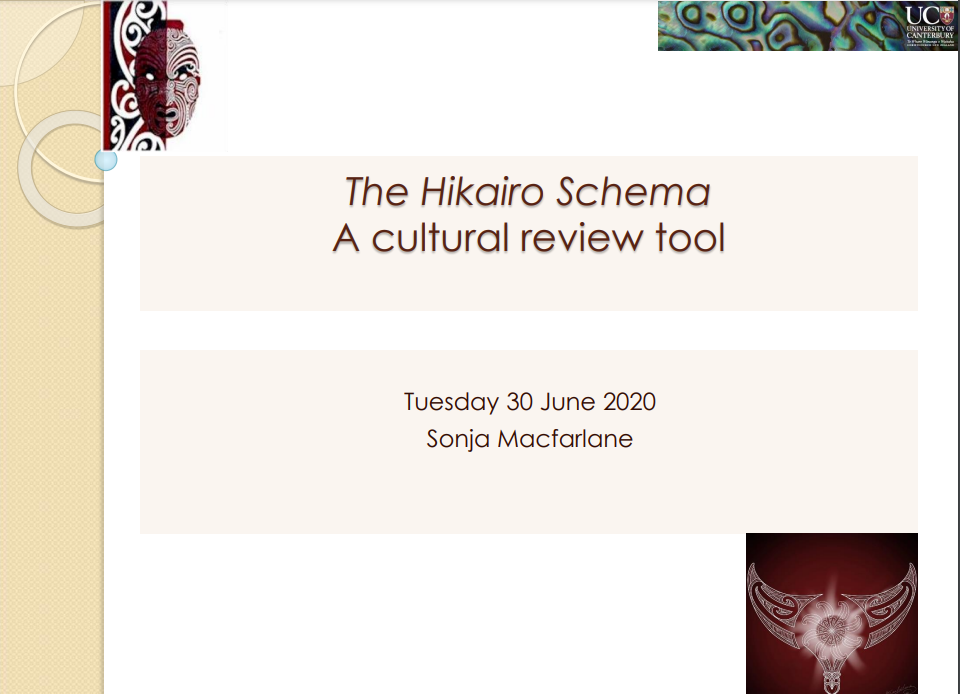 UC
UNIVERSITY OF
CANTERBURY
The Hikairo Schema
A cultural review tool
Tuesday 30 June 2020
Sonja Macfarlane